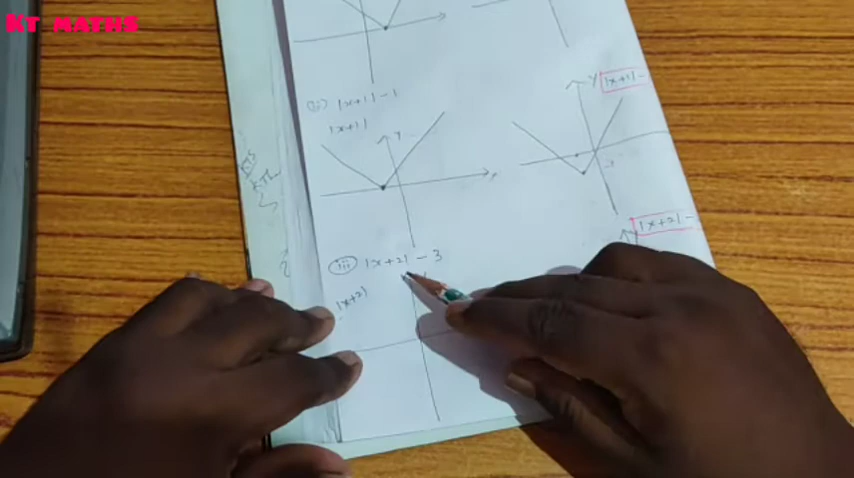 KT MATHS
(ii) |x+1| - 1
|x+1|
Y
x
Y
|x+1| -
(iii) |x+2| - 3
|x+2|
Y
|x+2| -